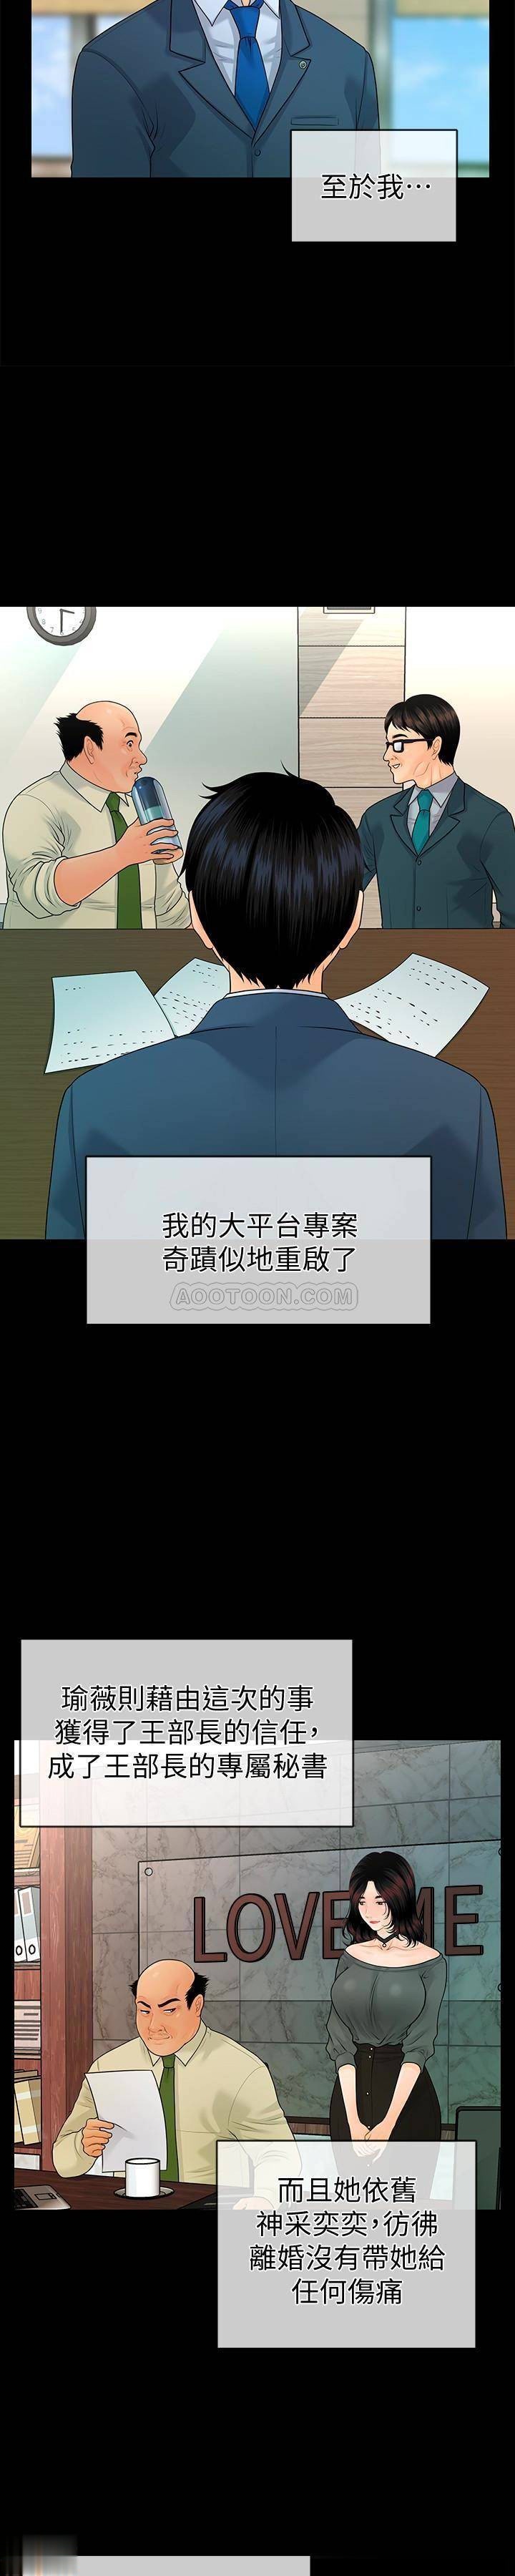 至於我…
我的大平台專案
奇蹟似地重啟了
AOOTOON.COM
瑜薇則藉由這次的事
獲得了王部長的信任,
成了王部長的專屬秘書
LOVE ME
而且她依舊
神采奕奕,彷彿
離婚沒有帶她給
任何傷痛